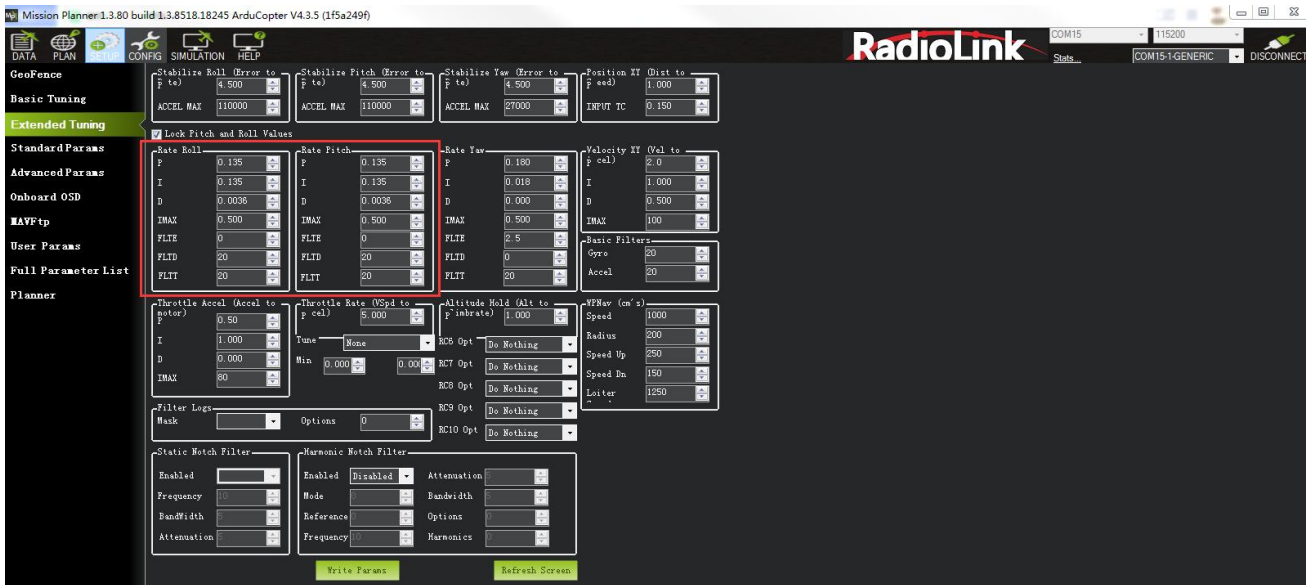 Mission Planner 1.3.80 build 1.3.8518.18245 ArduCopter V4.3.5 (1f5a249f)
DATA PLAN SETUP CONFIG SIMULATION HELP
RadioLink
COM15 115200
Stats... COM15-1-GENERIC DISCONNECT
GeoFence
Basic Tuning
Extended Tuning
Standard Params
Advanced Params
Onboard OSD
MAVFtp
User Params
Full Parameter List
Planner
Stabilize Roll (Error to
P te) 4.500
ACCEL MAX 110000
Stabilize Pitch (Error to
P te) 4.500
ACCEL MAX 110000
Stabilize Yaw (Error to
P te) 4.500
ACCEL MAX 27000
Position XY (Dist to
P eed) 1.000
INPUT TC 0.150
Lock Pitch and Roll Values
Rate Roll
P 0.135
I 0.135
D 0.0036
IMAX 0.500
FLTE 0
FLTD 20
FLTT 20
Rate Pitch
P 0.135
I 0.135
D 0.0036
IMAX 0.500
FLTE 0
FLTD 20
FLTT 20
Rate Yaw
P 0.180
I 0.018
D 0.000
IMAX 0.500
FLTE 2.5
FLTD 0
FLTT 20
Velocity XY (Vel to
P cel) 2.0
I 1.000
D 0.500
IMAX 100
Basic Filters
Gyro 20
Accel 20
Throttle Accel (Accel to
motor)
P 0.50
I 1.000
D 0.000
IMAX 80
Throttle Rate (VSpd to
P cel) 5.000
Tune None
Min 0.000 0.00
Altitude Hold (Alt to
P imbrate) 1.000
RC6 Opt Do Nothing
RC7 Opt Do Nothing
RC8 Opt Do Nothing
RC9 Opt Do Nothing
RC10 Opt Do Nothing
WPNav (cm's)
Speed 1000
Radius 200
Speed Up 250
Speed Dn 150
Loiter 1250
Filter Logs
Mask Options 0
Static Notch Filter
Enabled
Frequency 10
BandWidth 5
Attenuation 5
Harmonic Notch Filter
Enabled Disabled Attenuation 5
Mode 0 Bandwidth 5
Reference 0 Options 0
Frequency 10 Harmonics 0
Write Params Refresh Screen